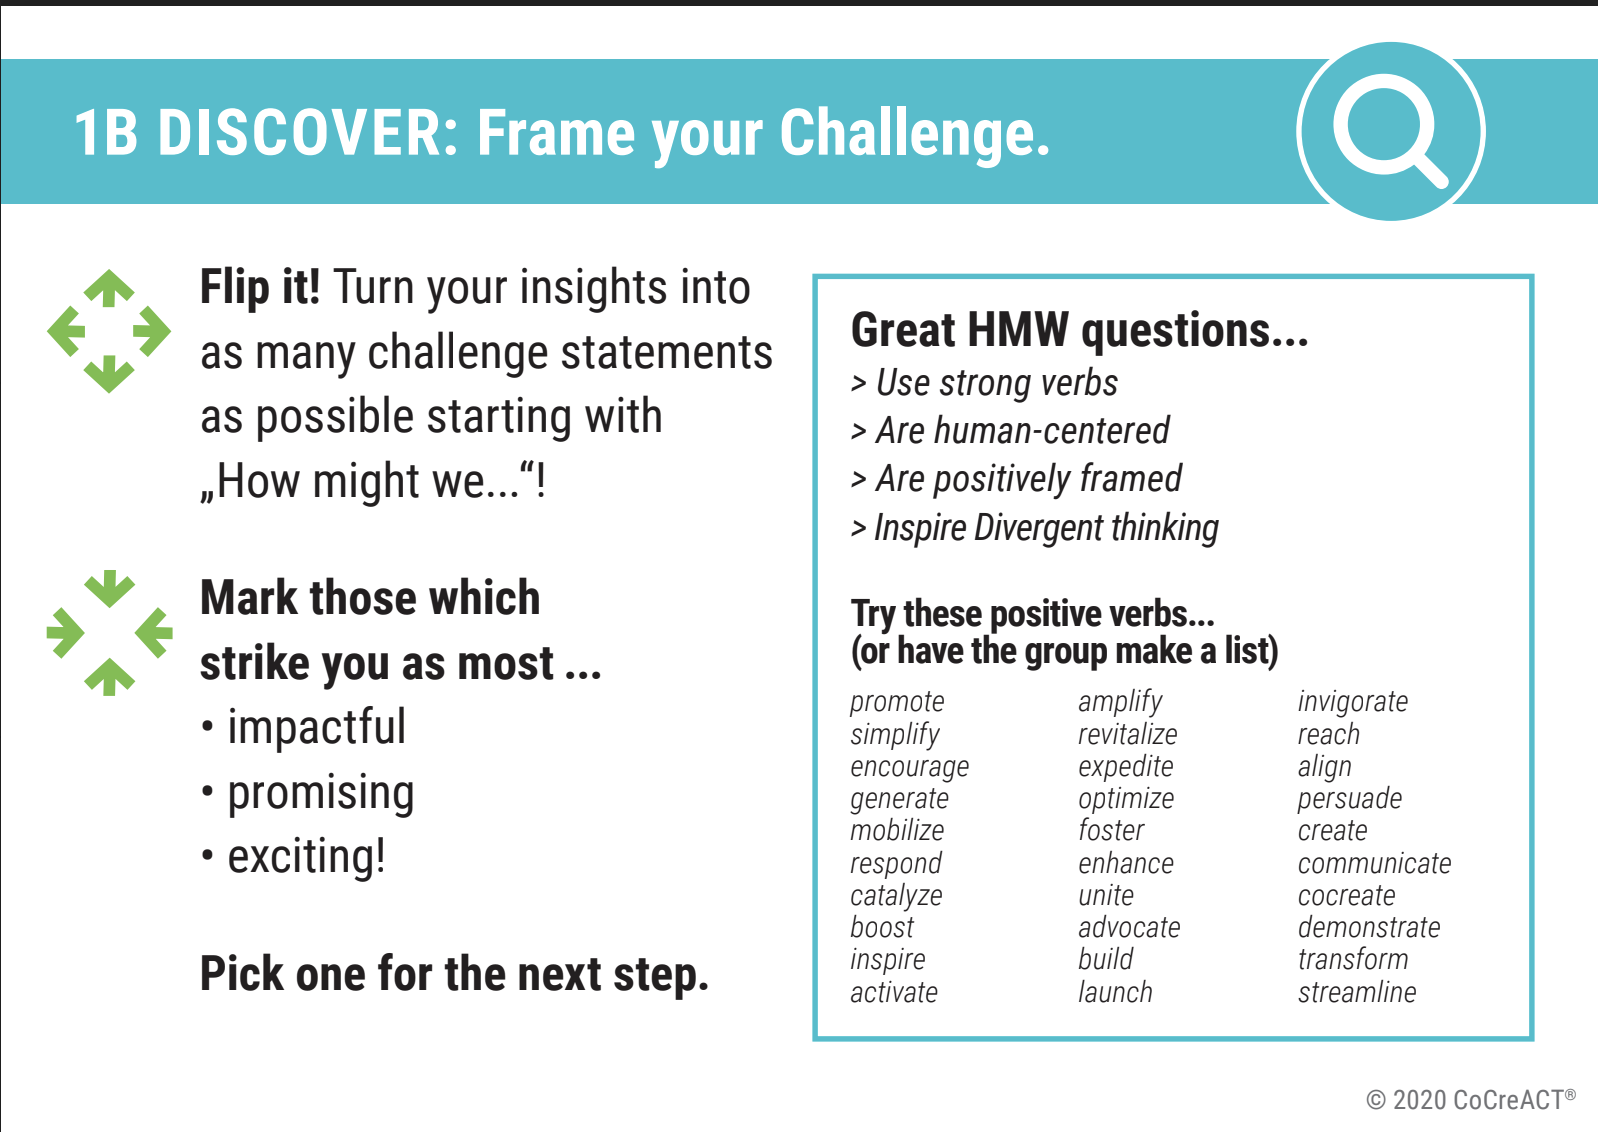 1B DISCOVER: Frame your Challenge.
Flip it! Turn your insights into
as many challenge statements
as possible starting with
„How might we...“!
Mark those which
strike you as most ...
• impactful
• promising
• exciting!
Pick one for the next step.
Great HMW questions...
> Use strong verbs
> Are human-centered
> Are positively framed
> Inspire Divergent thinking
Try these positive verbs...
(or have the group make a list)
promote
simplify
encourage
generate
mobilize
respond
catalyze
boost
inspire
activate
amplify
revitalize
expedite
optimize
foster
enhance
unite
advocate
build
launch
invigorate
reach
align
persuade
create
communicate
cocreate
demonstrate
transform
streamline
© 2020 CoCreACT®